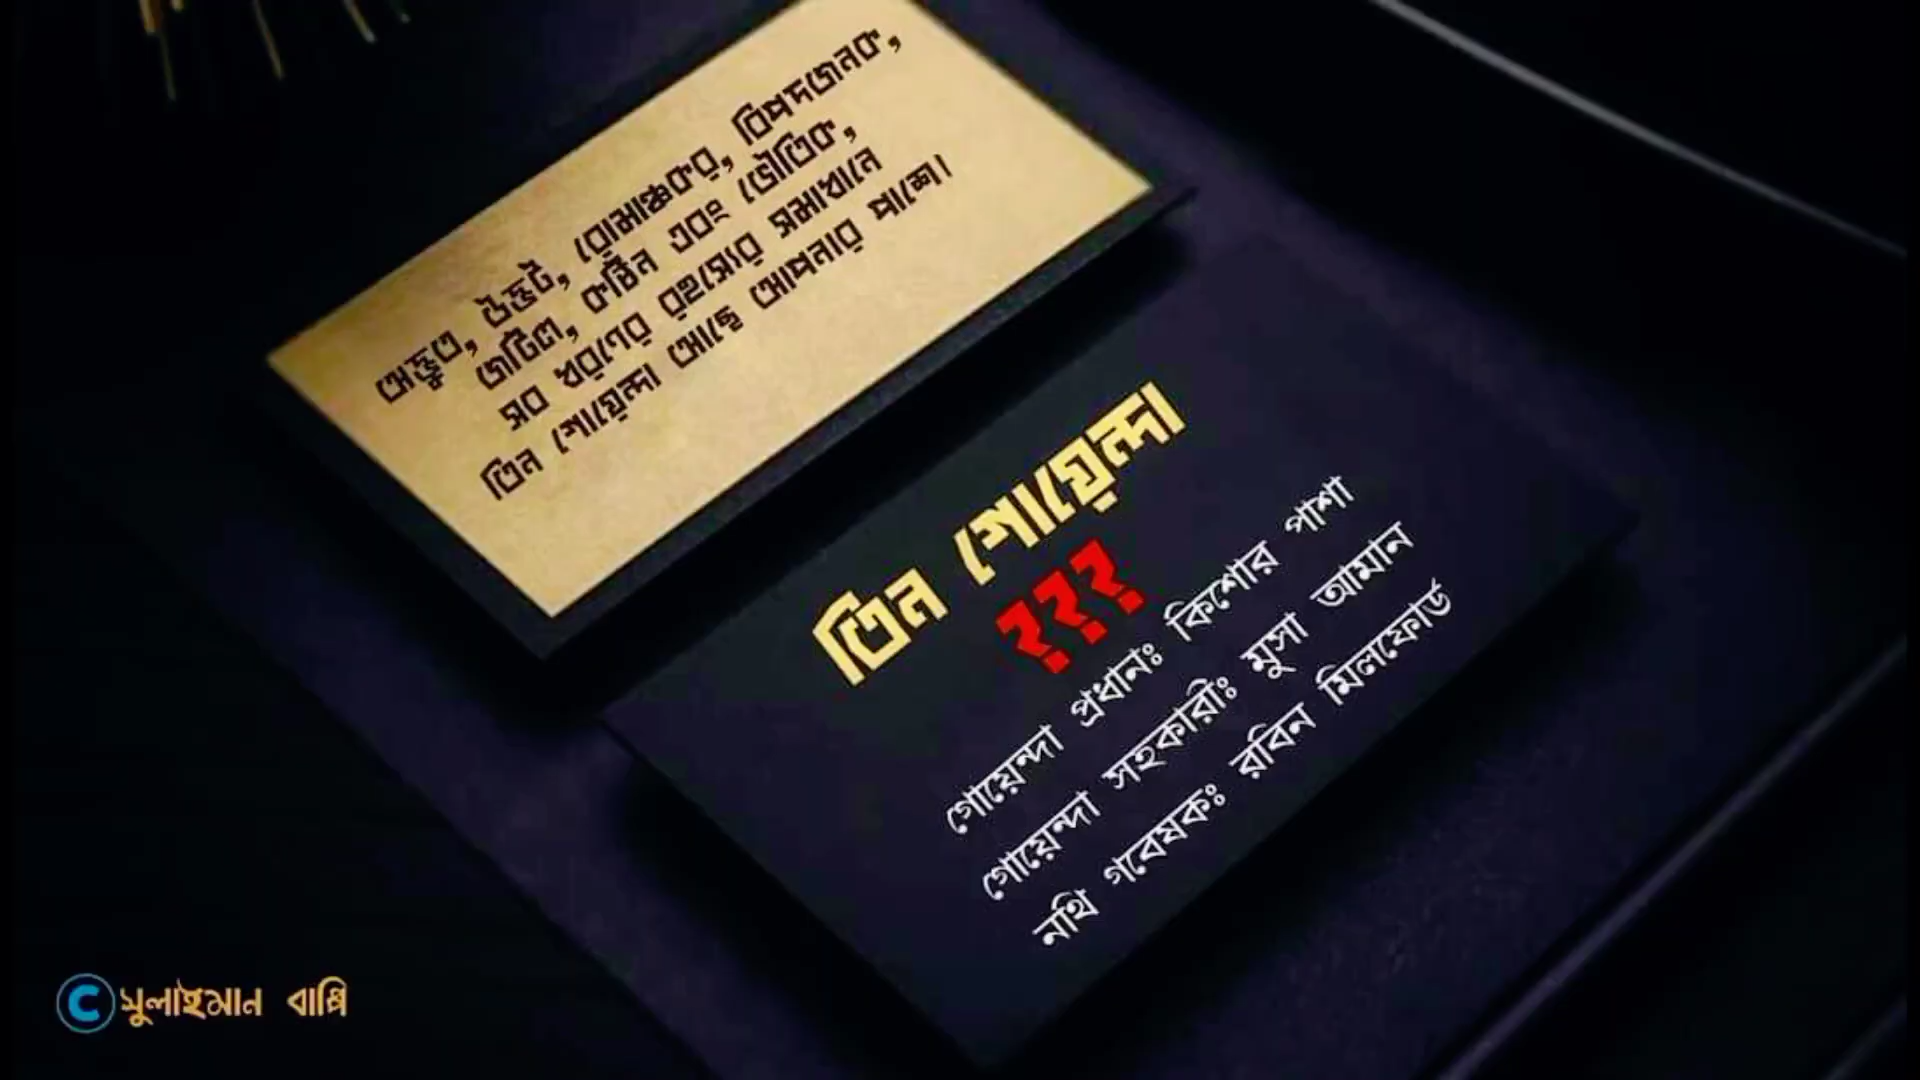 অদ্ভুত, উদ্ভট, রোমাঞ্চকর, বিপদজনক,
জটিল, কঠিন এবং ভৌতিক,
সব ধরণের রহস্যের সমাধানে
তিন গোয়েন্দা আছে আপনার পাশে।
তিন গোয়েন্দা
???
গোয়েন্দা প্রধানঃ কিশোর পাশা
গোয়েন্দা সহকারীঃ মুসা আমান
নথি গবেষকঃ রবিন মিলফোর্ড
C সুলাইমান বাপ্পি